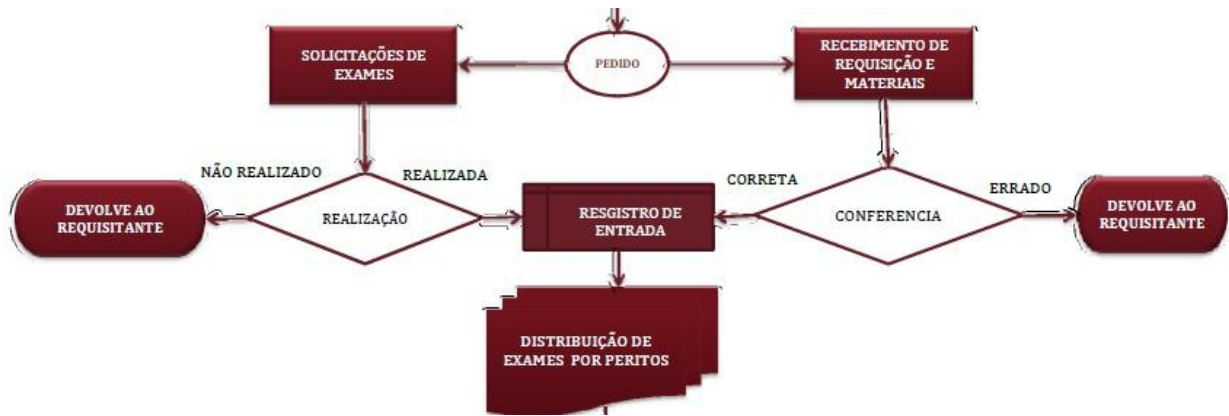 SOLICITAÇÕES DE
EXAMES
PEDIDO
RECEBIMENTO DE
REQUISIÇÃO E
MATERIAIS
NÃO REALIZADO
REALIZADA
CORRETA
ERRADO
DEVOLVE AO
REQUISITANTE
REALIZAÇÃO
RESGISTRO DE
ENTRADA
CONFERENCIA
DEVOLVE AO
REQUISITANTE
DISTRIBUIÇÃO DE
EXAMES POR PERITOS